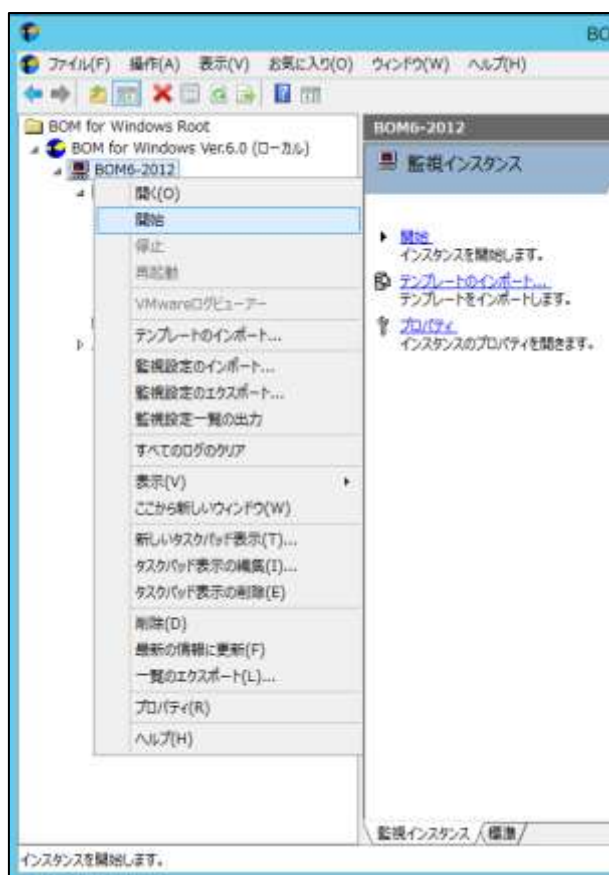 BO
ファイル(F) 操作(A) 表示(V) お気に入り(O) ウィンドウ(W) ヘルプ(H)
BOM for Windows Root
BOM for Windows Ver.6.0 (ローカル)
BOM6-2012
開く(O)
開始
停止
再起動
VMwareログビューアー
テンプレートのインポート...
監視設定のインポート...
監視設定のエクスポート...
監視設定一覧の出力
すべてのログのクリア
表示(V)
ここから新しいウィンドウ(W)
新しいタスクパッド表示(T)...
タスクパッド表示の編集(I)...
タスクパッド表示の削除(E)
削除(D)
最新の情報に更新(F)
一覧のエクスポート(L)...
プロパティ(R)
ヘルプ(H)
BOM6-2012
監視インスタンス
開始
インスタンスを開始します。
テンプレートのインポート...
テンプレートをインポートします。
プロパティ
インスタンスのプロパティを開きます。
監視インスタンス 標準
インスタンスを開始します。